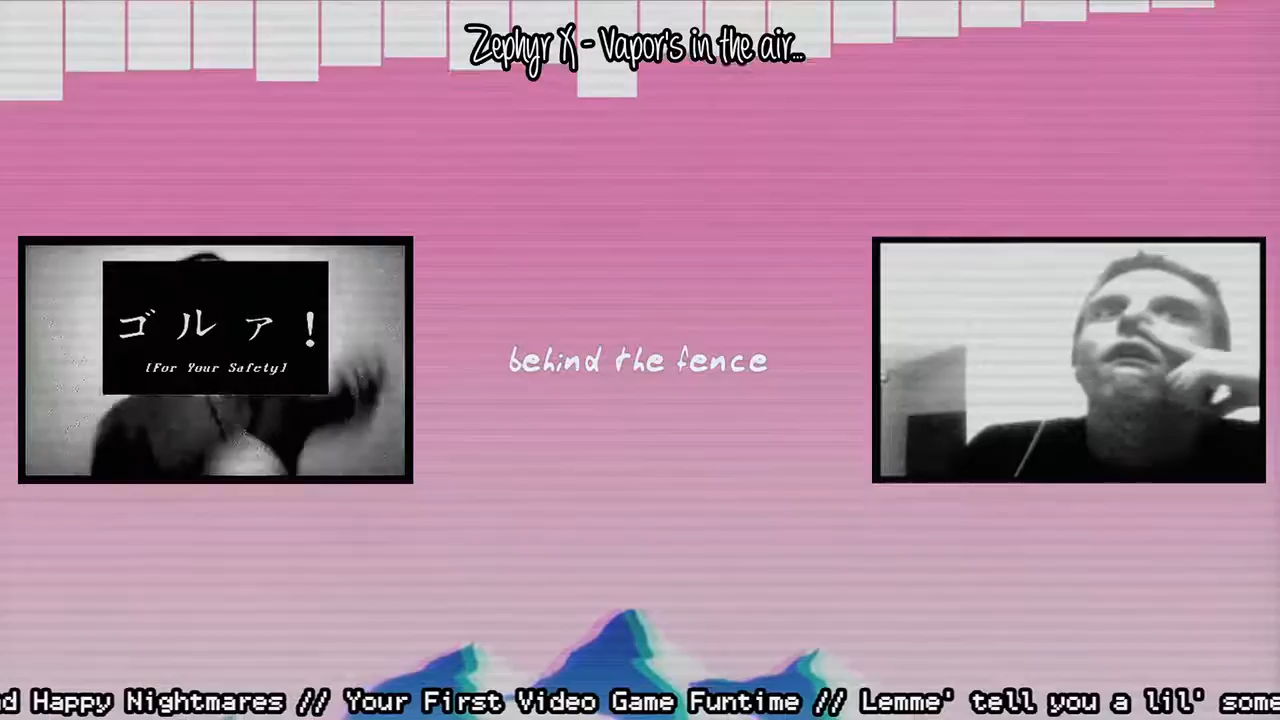 Zephyr X - Vapor's in the air...
ゴルァ！
[For Your Safety]
behind the fence
d Happy Nightmares // Your First Video Game Funtime // Lemme' tell you a lil' some